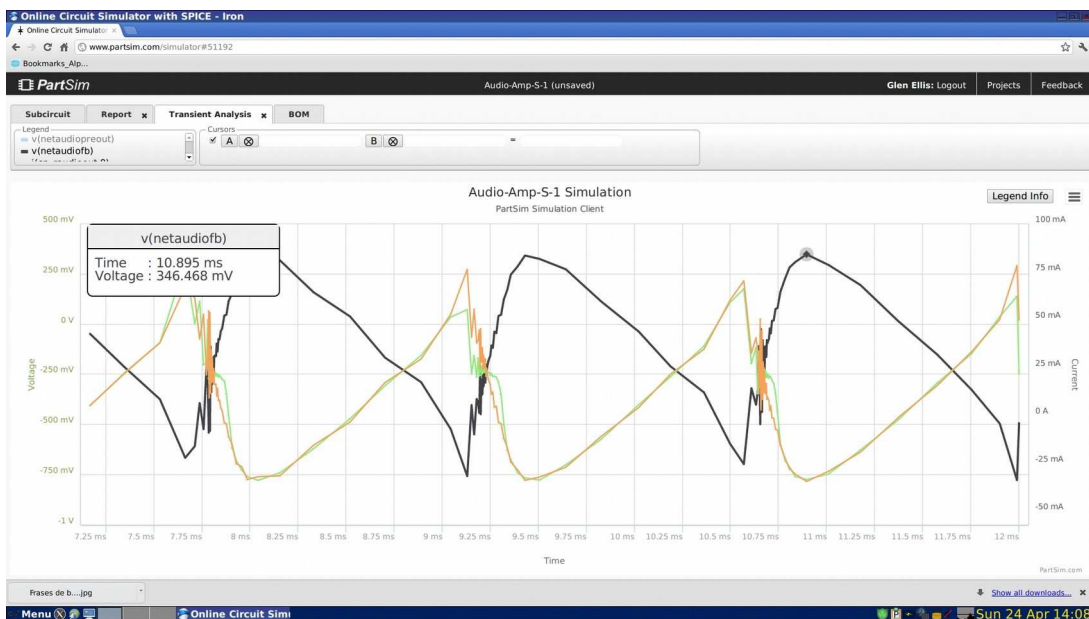 Online Circuit Simulator with SPICE - Iron
Online Circuit Simulator ×
www.partsim.com/simulator#51192
Bookmarks_Alp...
PartSim
Audio-Amp-S-1 (unsaved)
Glen Ellis: Logout
Projects
Feedback
Subcircuit
Report x
Transient Analysis x
BOM
Legend
v(netaudiopreout)
v(netaudiofb)
Cursors
A
B
=
Audio-Amp-S-1 Simulation
PartSim Simulation Client
Legend Info
v(netaudiofb)
Time : 10.895 ms
Voltage : 346.468 mV
500 mV
250 mV
0 V
-250 mV
-500 mV
-750 mV
-1 V
Voltage
100 mA
75 mA
50 mA
25 mA
0 A
-25 mA
-50 mA
Current
7.25 ms 7.5 ms 7.75 ms 8 ms 8.25 ms 8.5 ms 8.75 ms 9 ms 9.25 ms 9.5 ms 9.75 ms 10 ms 10.25 ms 10.5 ms 10.75 ms 11 ms 11.25 ms 11.5 ms 11.75 ms 12 ms
Time
PartSim.com
Frases de b....jpg
Show all downloads... x
Menu
Online Circuit Simu
Sun 24 Apr 14:08